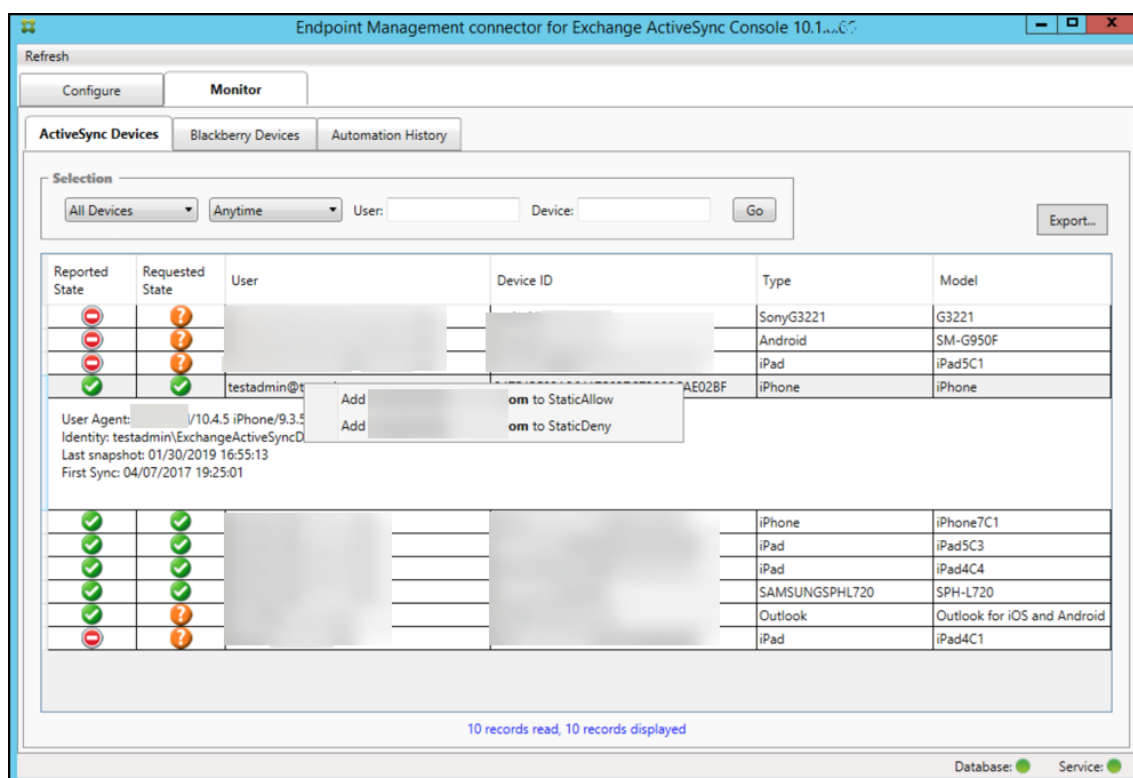 Endpoint Management connector for Exchange ActiveSync Console 10.1...
Refresh
Configure Monitor
ActiveSync Devices Blackberry Devices Automation History
Selection
All Devices Anytime User: Device: Go
Export...
Reported State Requested State User Device ID Type Model
SonyG3221 G3221
Android SM-G950F
iPad iPad5C1
testadmin@ iPhone iPhone
Add om to StaticAllow
Add om to StaticDeny
User Agent: /10.4.5 iPhone/9.3.5
Identity: testadmin\ExchangeActiveSyncD
Last snapshot: 01/30/2019 16:55:13
First Sync: 04/07/2017 19:25:01
iPhone iPhone7C1
iPad iPad5C3
iPad iPad4C4
SAMSUNGSPHL720 SPH-L720
Outlook Outlook for iOS and Android
iPad iPad4C1
10 records read, 10 records displayed
Database: Service: